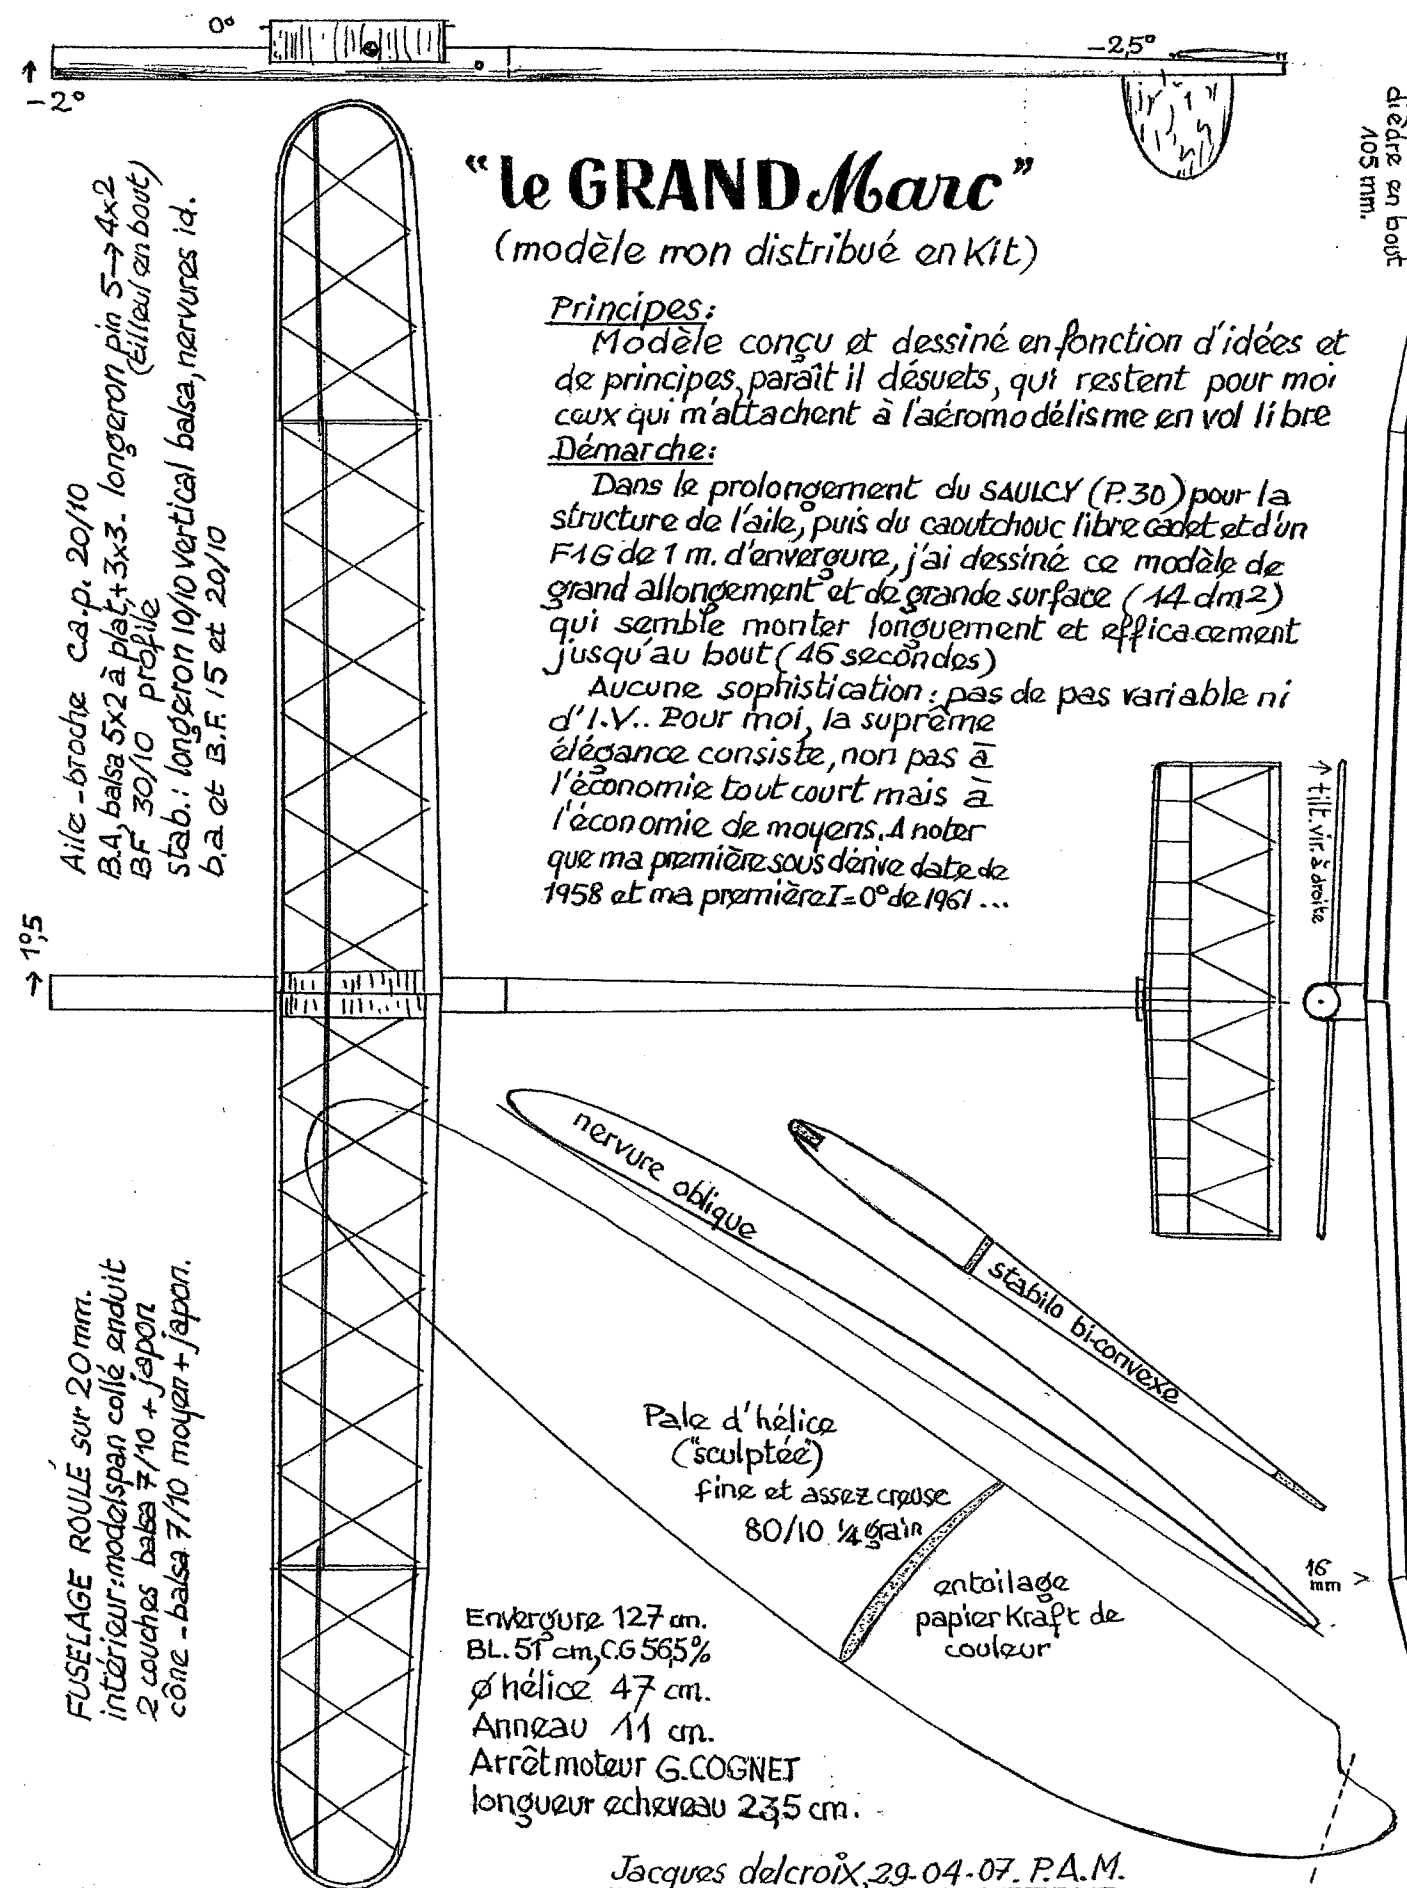 0°
-2,5°
-2°
dièdre en bout
105 mm.
"le GRAND Marc"
(modèle non distribué en Kit)
Principes:
Modèle conçu et dessiné en fonction d'idées et
de principes, paraît il désuets, qui restent pour moi
ceux qui m'attachent à l'aéromodélisme en vol libre
Démarche:
Dans le prolongement du SAULCY (P.30) pour la
structure de l'aile, puis du caoutchouc libre cadet et d'un
F1G de 1 m. d'envergure, j'ai dessiné ce modèle de
grand allongement et de grande surface (14 dm2)
qui semble monter longuement et efficacement
jusqu'au bout (46 secondes)
Aucune sophistication : pas de pas variable ni
d'I.V.. Pour moi, la suprême
élégance consiste, non pas à
l'économie tout court mais à
l'économie de moyens. A noter
que ma première sous dérive date de
1958 et ma première I=0° de 1961 ...
Aile - broche c.a.p. 20/10
B.A, balsa 5x2 à plat + 3x3 - longeron pin 5→4x2
BF 30/10 profilé (tilleul en bout)
stab.: longeron 10/10 vertical balsa, nervures id.
b.a et B.F. 15 et 20/10
→ 1°,5
↑ tilt. vir. à droite
nervure oblique
stabilo bi-convexe
FUSELAGE ROULÉ sur 20 mm.
intérieur: modelspan collé enduit
2 couches balsa 7/10 + japon
cône - balsa 7/10 moyen + japon.
Pale d'hélice
("sculptée")
fine et assez creuse
80/10 1/4 grain
entoilage
papier Kraft de
couleur
16
mm >
Envergure 127 cm.
BL. 51 cm, C.G 56,5%
ø hélice 47 cm.
Anneau 11 cm.
Arrêt moteur G.COGNET
longueur echeveau 23,5 cm.
Jacques delcroix, 29-04-07. P.A.M.